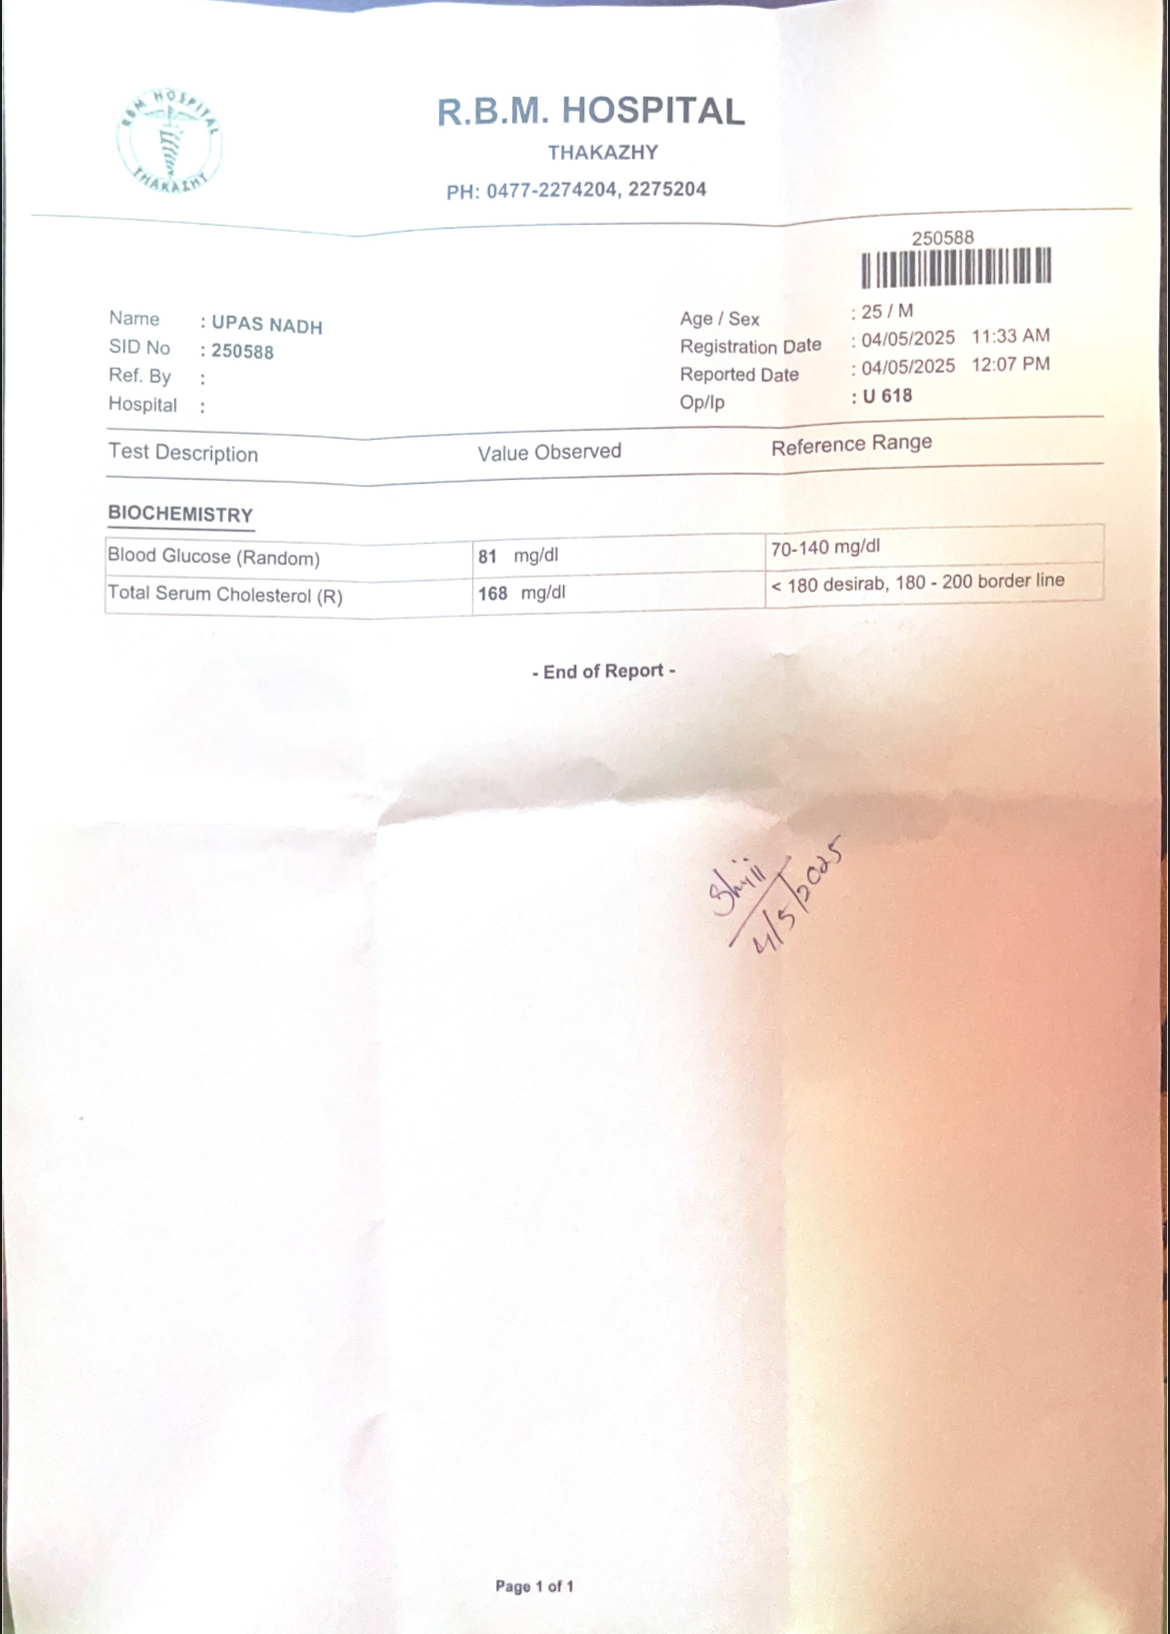 RBM HOSPITAL
THAKAZHY
R.B.M. HOSPITAL
THAKAZHY
PH: 0477-2274204, 2275204
250588
Name : UPAS NADH
SID No : 250588
Ref. By :
Hospital :
Age / Sex : 25 / M
Registration Date : 04/05/2025 11:33 AM
Reported Date : 04/05/2025 12:07 PM
Op/Ip : U 618
Test Description Value Observed Reference Range
BIOCHEMISTRY
Blood Glucose (Random) 81 mg/dl 70-140 mg/dl
Total Serum Cholesterol (R) 168 mg/dl < 180 desirab, 180 - 200 border line
- End of Report -
4/5/2025
Page 1 of 1